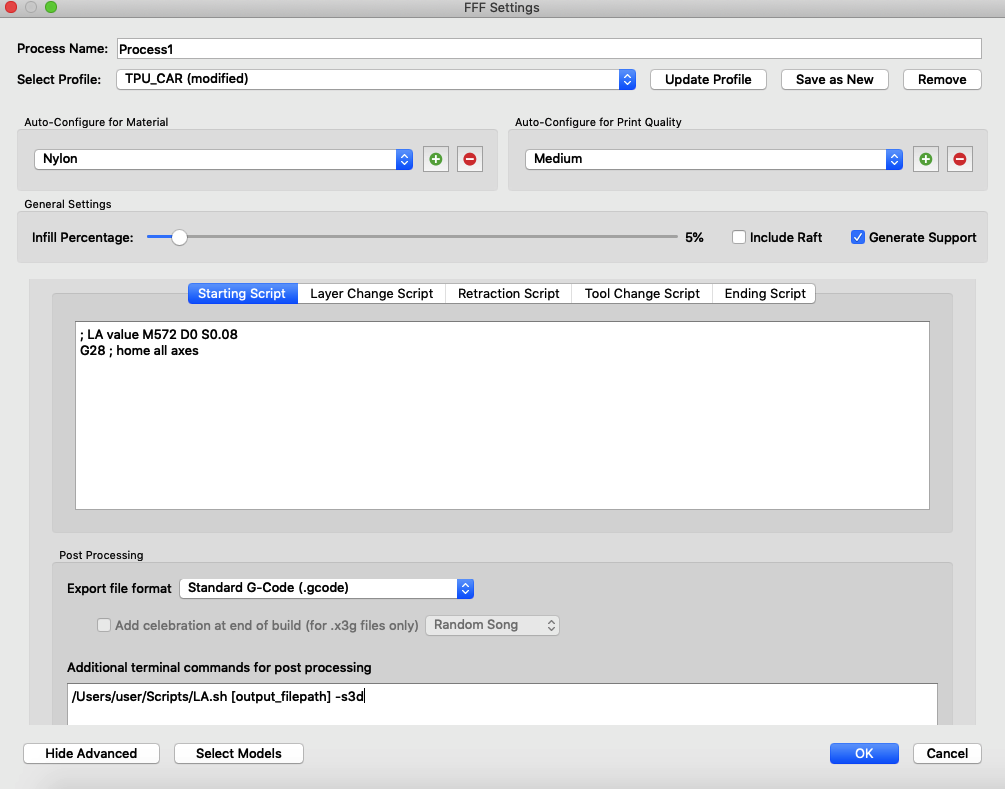 FFF Settings
Process Name: Process1
Select Profile: TPU_CAR (modified) Update Profile Save as New Remove
Auto-Configure for Material Auto-Configure for Print Quality
Nylon Medium
General Settings
Infill Percentage: 5% Include Raft Generate Support
Starting Script Layer Change Script Retraction Script Tool Change Script Ending Script
; LA value M572 D0 S0.08
G28 ; home all axes
Post Processing
Export file format Standard G-Code (.gcode)
Add celebration at end of build (for .x3g files only) Random Song
Additional terminal commands for post processing
/Users/user/Scripts/LA.sh [output_filepath] -s3d
Hide Advanced Select Models OK Cancel